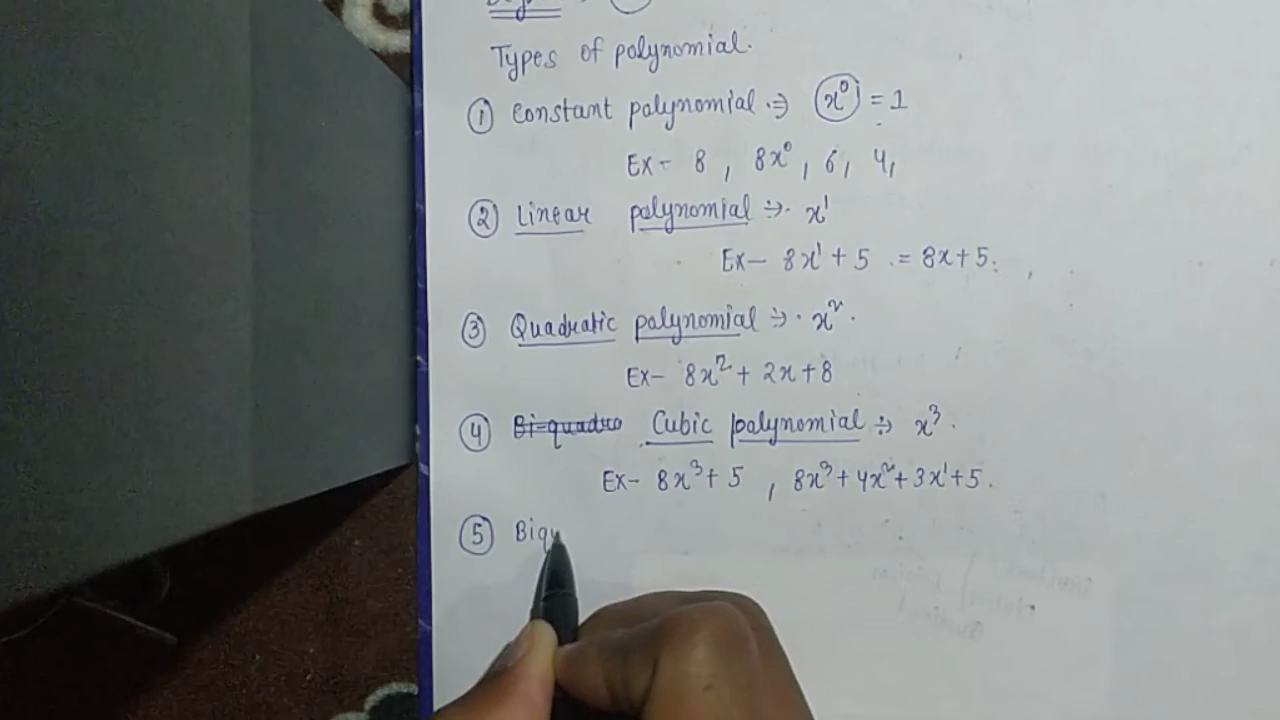 Types of polynomial.
① Constant polynomial ⇒ x⁰ = 1
Ex- 8, 8x⁰, 6, 4,
② Linear polynomial ÷> x¹
Ex- 8x¹ + 5 = 8x+5.
③ Quadratic polynomial ÷> x².
Ex- 8x² + 2x + 8
④ Bi-quadra Cubic polynomial ÷> x³.
Ex- 8x³ + 5, 8x³ + 4x² + 3x¹ + 5.
⑤ Biqu